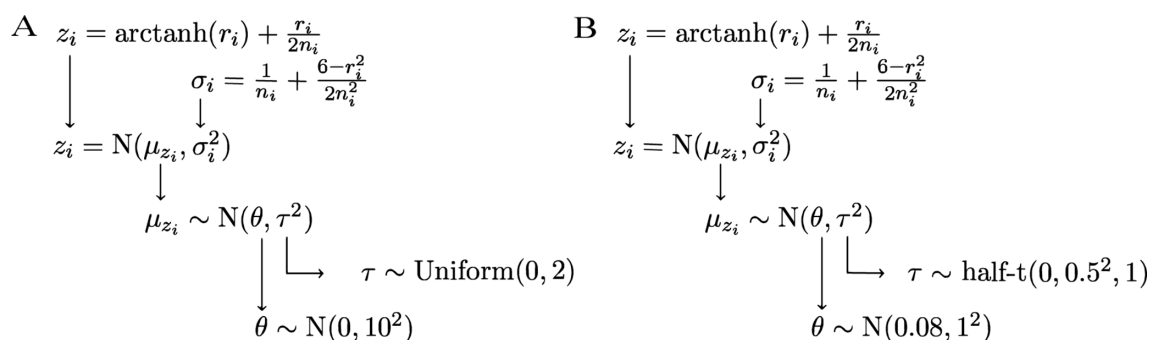 A z_i = arctanh(r_i) + r_i/2n_i
σ_i = 1/n_i + 6−r_i^2/2n_i^2
z_i = N(μ_{z_i}, σ_i^2)
μ_{z_i} ∼ N(θ, τ^2)
τ ∼ Uniform(0, 2)
θ ∼ N(0, 10^2)
B z_i = arctanh(r_i) + r_i/2n_i
σ_i = 1/n_i + 6−r_i^2/2n_i^2
z_i = N(μ_{z_i}, σ_i^2)
μ_{z_i} ∼ N(θ, τ^2)
τ ∼ half-t(0, 0.5^2, 1)
θ ∼ N(0.08, 1^2)